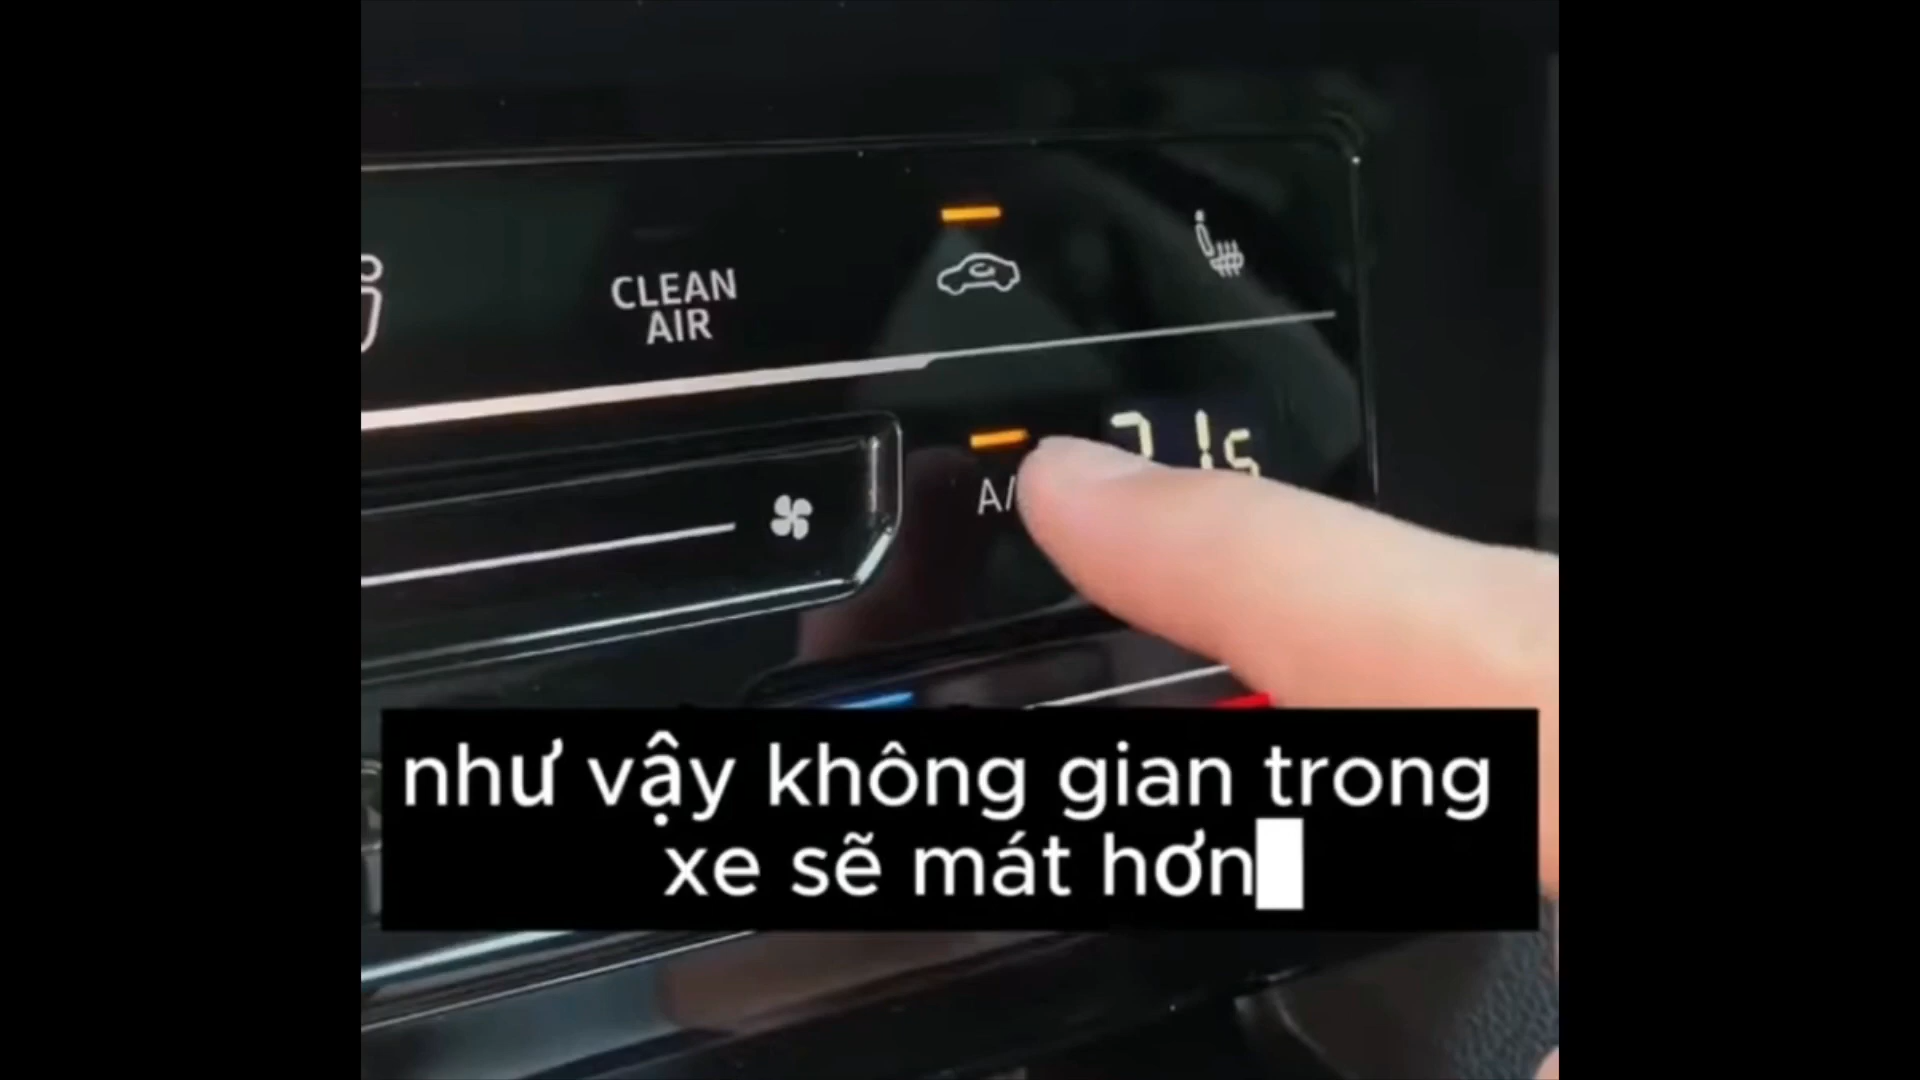 CLEAN
AIR
như vậy không gian trong
xe sẽ mát hơn